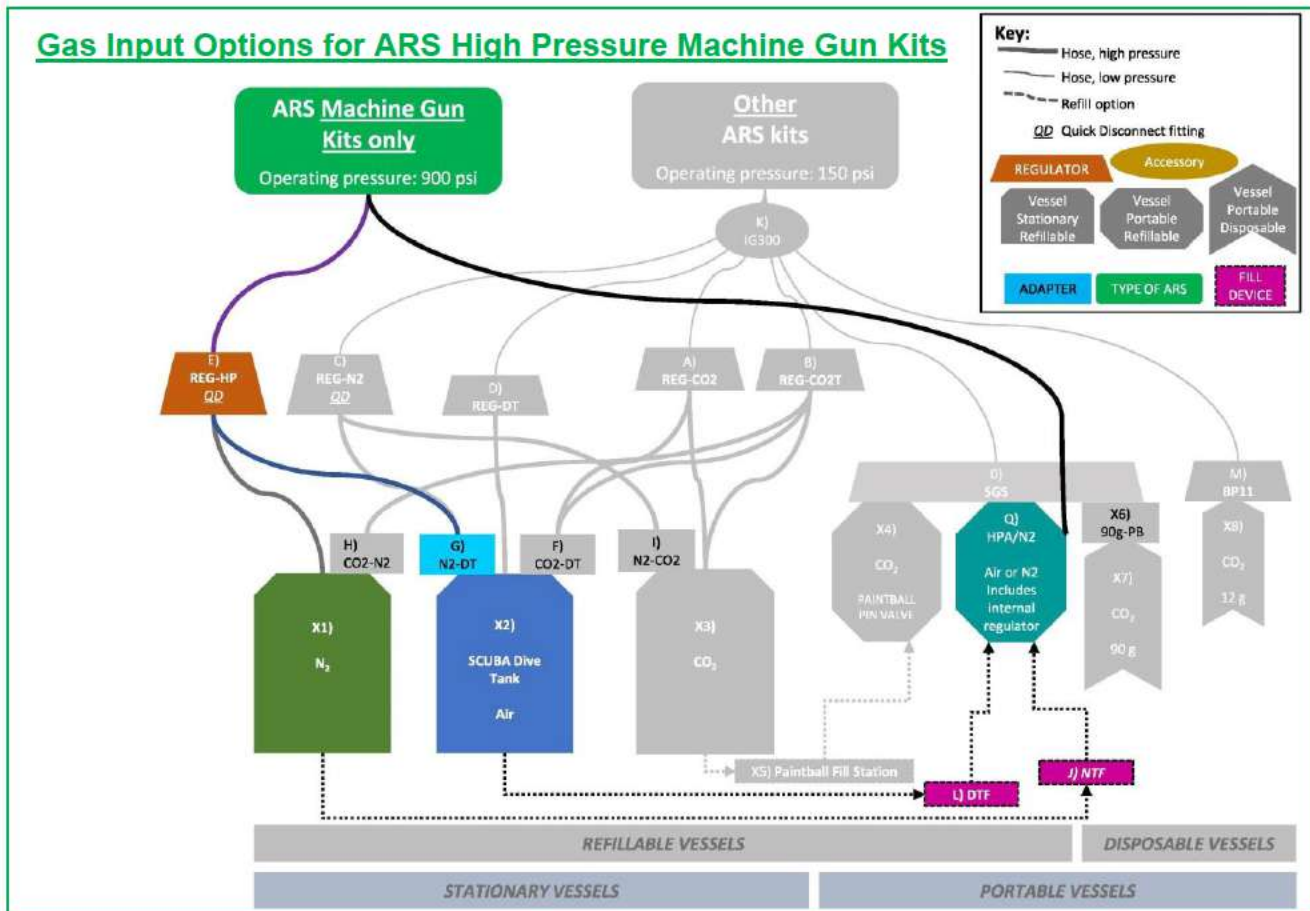 Gas Input Options for ARS High Pressure Machine Gun Kits
Key:
Hose, high pressure
Hose, low pressure
Refill option
QD Quick Disconnect fitting
REGULATOR
Accessory
Vessel
Stationary
Refillable
Vessel
Portable
Refillable
Vessel
Portable
Disposable
ADAPTER
TYPE OF ARS
FILL
DEVICE
ARS Machine Gun
Kits only
Operating pressure: 900 psi
Other
ARS kits
Operating pressure: 150 psi
K)
IG300
E)
REG-HP
QD
C)
REG-N2
QD
D)
REG-DT
A)
REG-CO2
B)
REG-CO2T
SGS
M)
BP11
H)
CO2-N2
G)
N2-DT
F)
CO2-DT
I)
N2-CO2
X1)
N₂
X2)
SCUBA Dive
Tank
Air
X3)
CO₂
X4)
CO₂
PAINTBALL
PIN VALVE
Q)
HPA/N2
Air or N2
Includes
internal
regulator
X6)
90g-PB
X7)
CO₂
90 g
X8)
CO₂
12 g
X5) Paintball Fill Station
L) DTF
J) NTF
REFILLABLE VESSELS
DISPOSABLE VESSELS
STATIONARY VESSELS
PORTABLE VESSELS